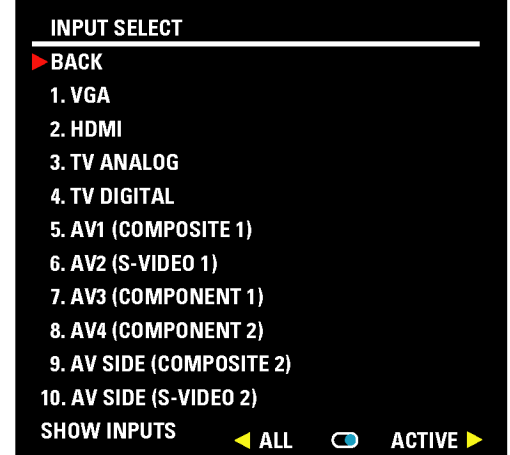 INPUT SELECT
BACK
1. VGA
2. HDMI
3. TV ANALOG
4. TV DIGITAL
5. AV1 (COMPOSITE 1)
6. AV2 (S-VIDEO 1)
7. AV3 (COMPONENT 1)
8. AV4 (COMPONENT 2)
9. AV SIDE (COMPOSITE 2)
10. AV SIDE (S-VIDEO 2)
SHOW INPUTS ALL ACTIVE